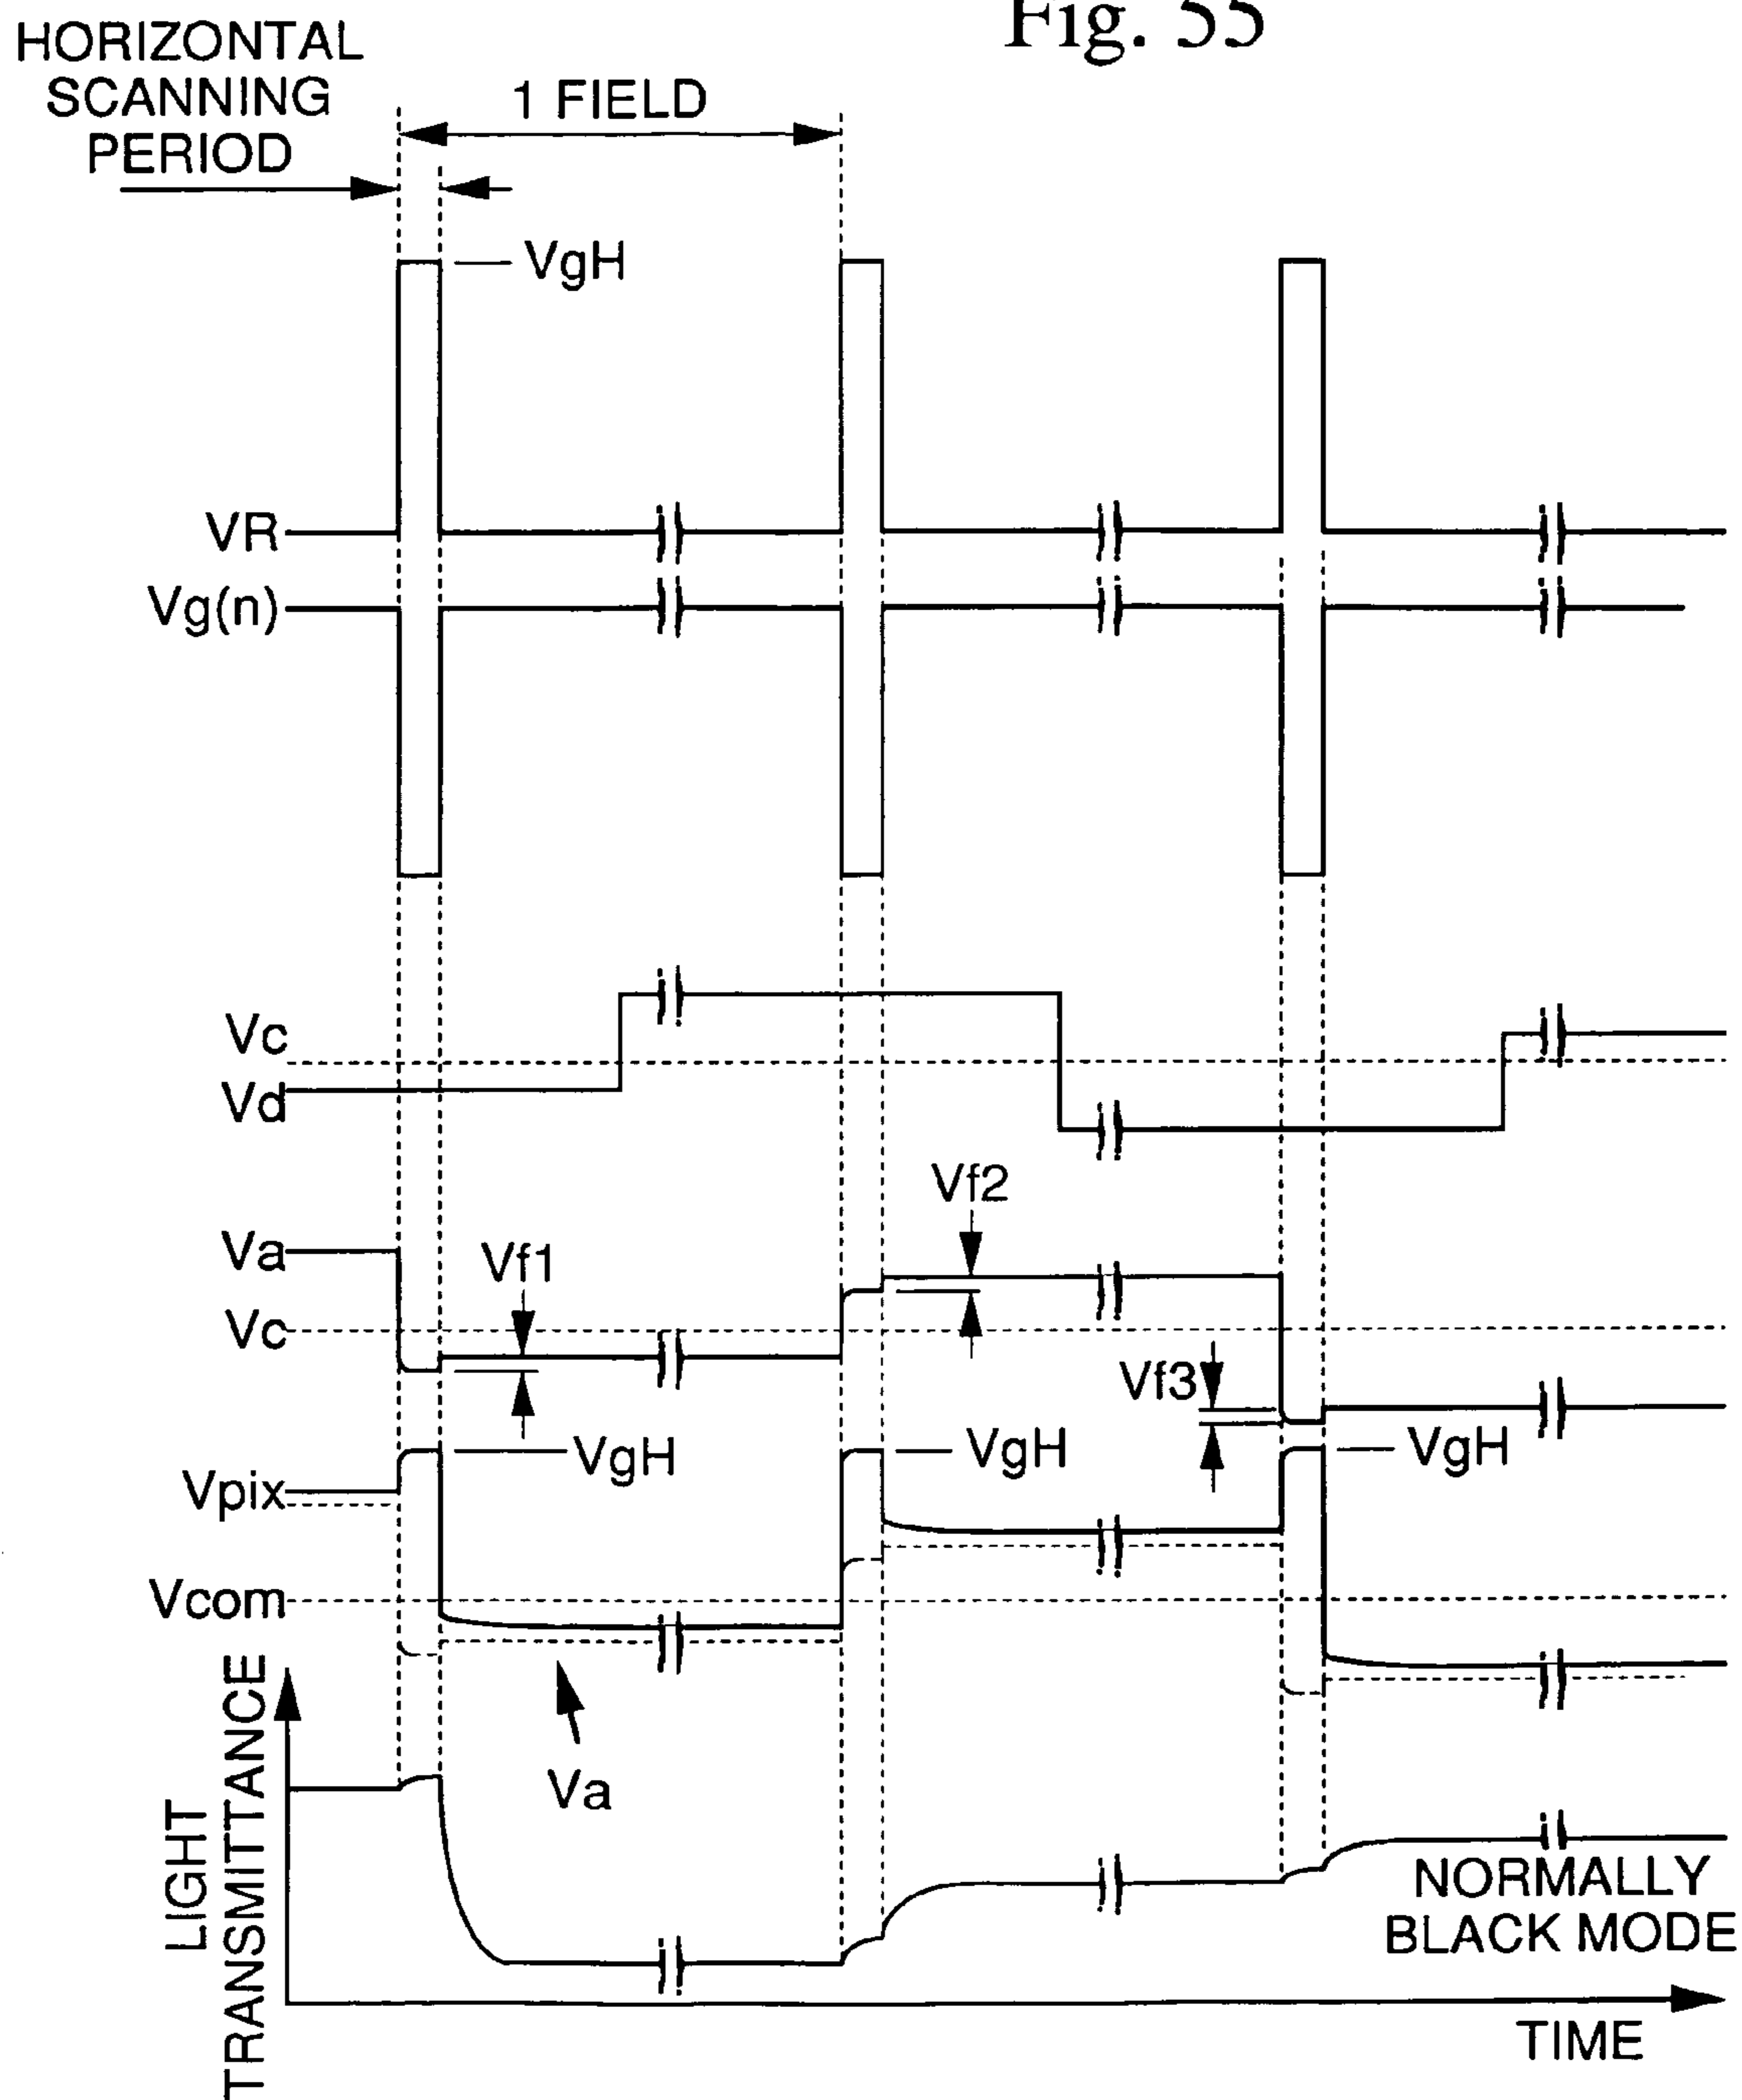 Fig. 55
HORIZONTAL
SCANNING
PERIOD
1 FIELD
VgH
VR
Vg(n)
Vc
Vd
Vf2
Va
Vf1
Vc
Vf3
VgH
VgH
VgH
Vpix
Vcom
Va
LIGHT
TRANSMITTANCE
NORMALLY
BLACK MODE
TIME